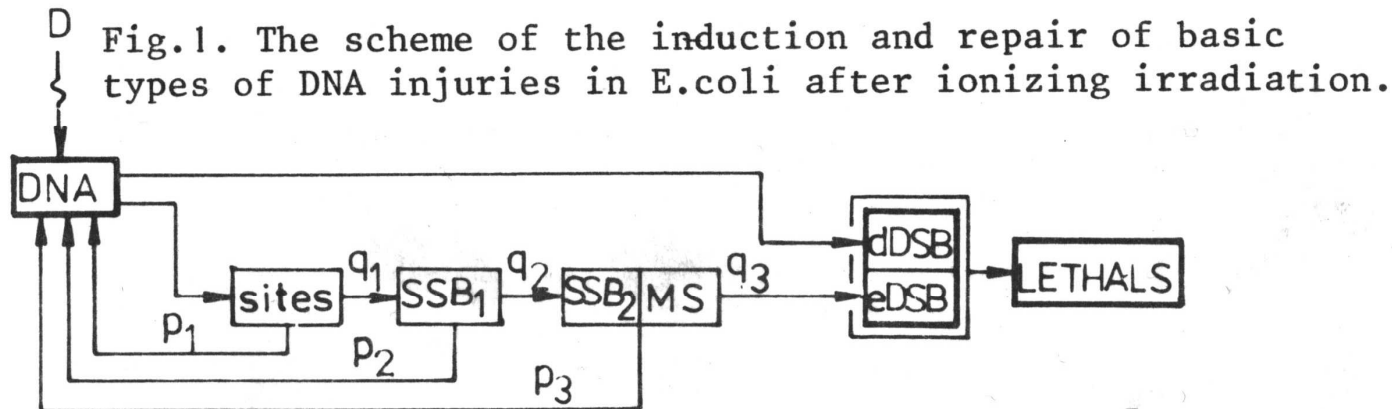 D
Fig.1. The scheme of the induction and repair of basic
types of DNA injuries in E.coli after ionizing irradiation.
DNA
dDSB
sites
q1
SSB1
q2
SSB2
MS
q3
eDSB
LETHALS
p1
p2
p3